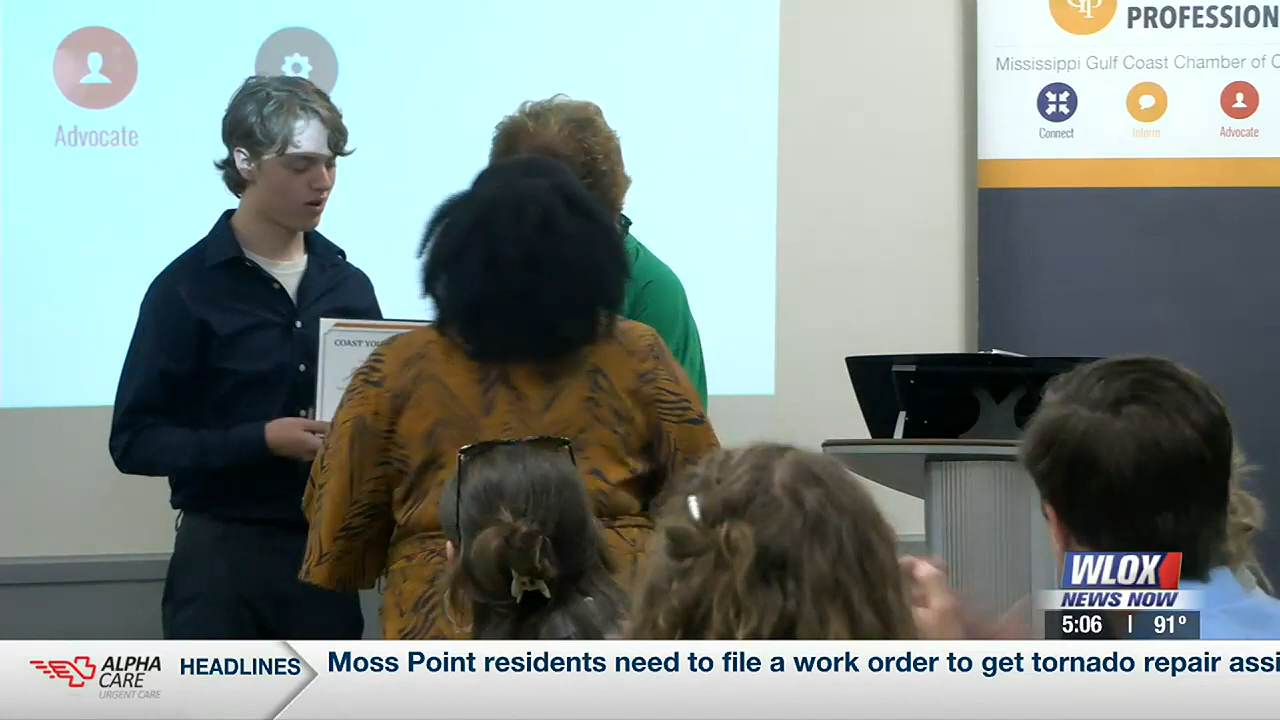 Advocate
PROFESSION
Mississippi Gulf Coast Chamber of C
Connect
Inform
Advocate
COAST YOU
WLOX
NEWS NOW
5:06 | 91º
ALPHA
CARE
URGENT CARE
HEADLINES
Moss Point residents need to file a work order to get tornado repair assi